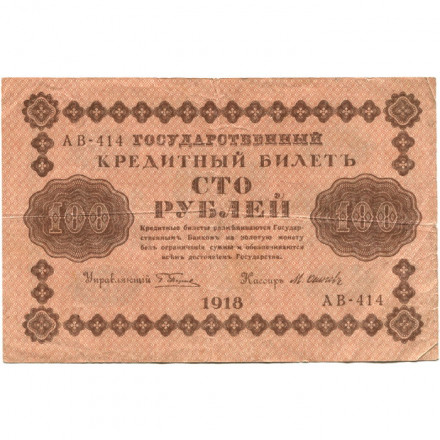 АВ-414 ГОСУДАРСТВЕННЫЙ
КРЕДИТНЫЙ БИЛЕТЪ
СТО
РУБЛЕЙ
100 100
Кредитные билеты размѣниваются Государ-
ственнымъ Банкомъ на золотую монету
безъ ограниченія суммы и обезпечиваются
всѣмъ достояніемъ Государства.
Управляющій
Кассиръ
1918
АВ-414